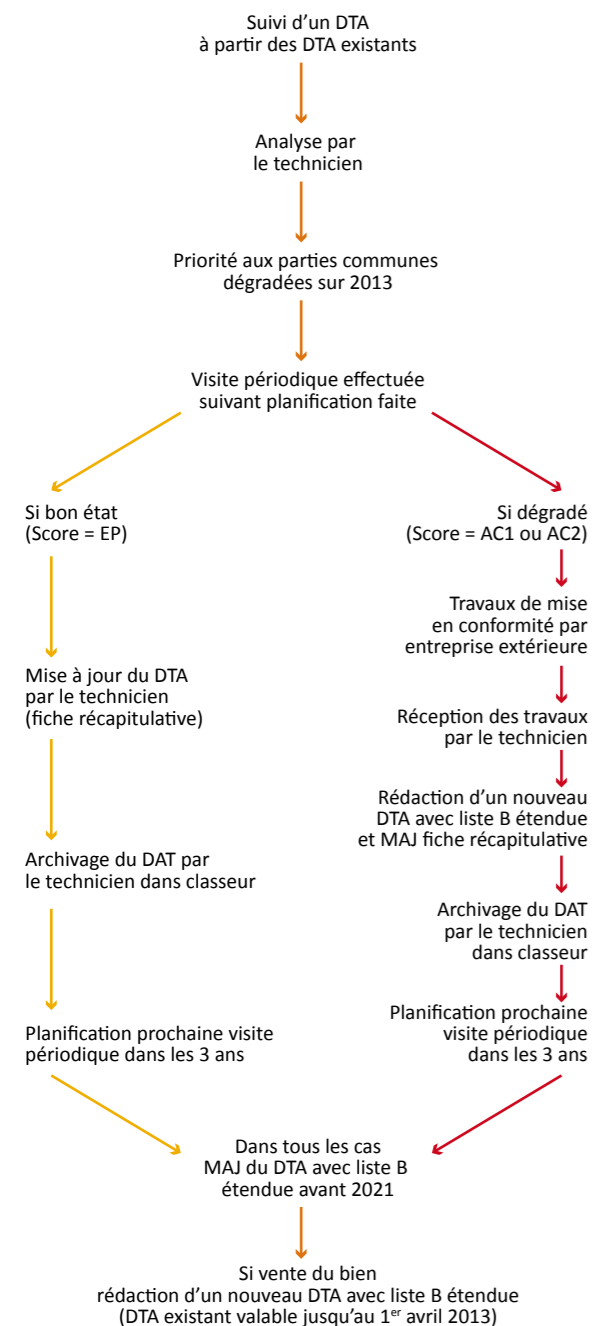 Suivi d’un DTA
à partir des DTA existants
Analyse par
le technicien
Priorité aux parties communes
dégradées sur 2013
Visite périodique effectuée
suivant planification faite
Si bon état
(Score = EP)
Mise à jour du DTA
par le technicien
(fiche récapitulative)
Archivage du DAT par
le technicien dans classeur
Planification prochaine visite
périodique dans les 3 ans
Si dégradé
(Score = AC1 ou AC2)
Travaux de mise
en conformité par
entreprise extérieure
Réception des travaux
par le technicien
Rédaction d’un nouveau
DTA avec liste B étendue
et MAJ fiche récapitulative
Archivage du DAT
par le technicien
dans classeur
Planification prochaine
visite périodique
dans les 3 ans
Dans tous les cas
MAJ du DTA avec liste B
étendue avant 2021
Si vente du bien
rédaction d’un nouveau DTA avec liste B étendue
(DTA existant valable jusqu’au 1er avril 2013)